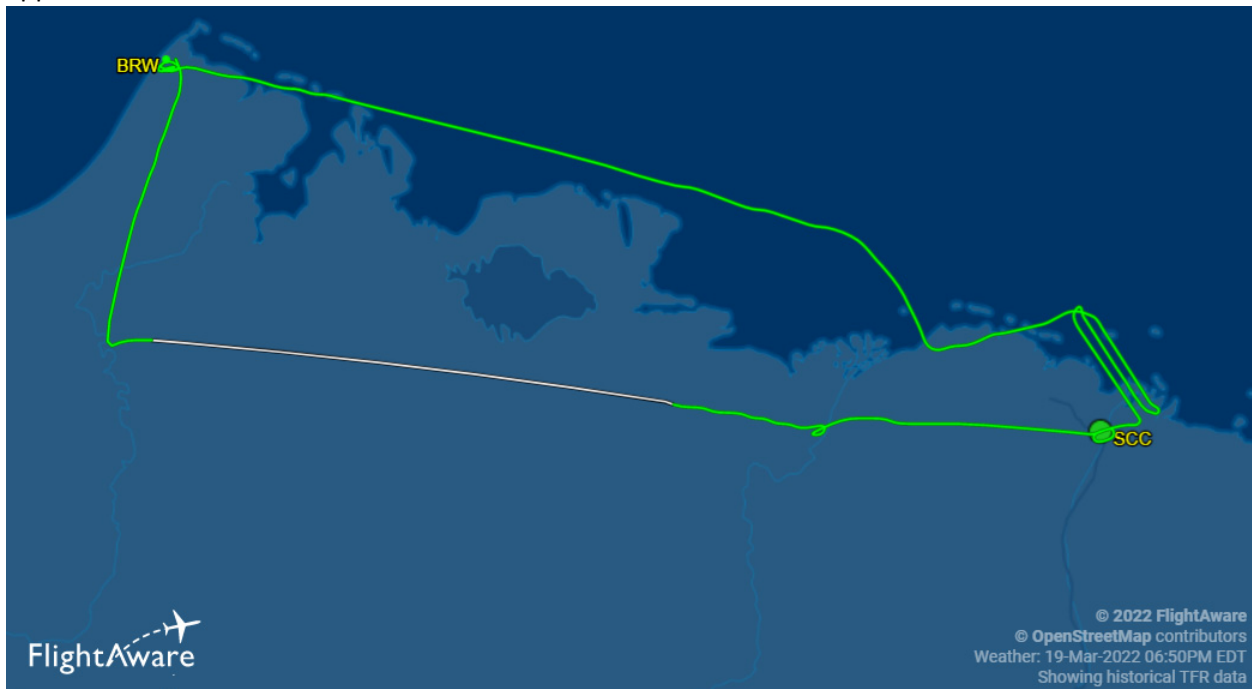 BRW
SCC
FlightAware
© 2022 FlightAware
© OpenStreetMap contributors
Weather: 19-Mar-2022 06:50PM EDT
Showing historical TFR data